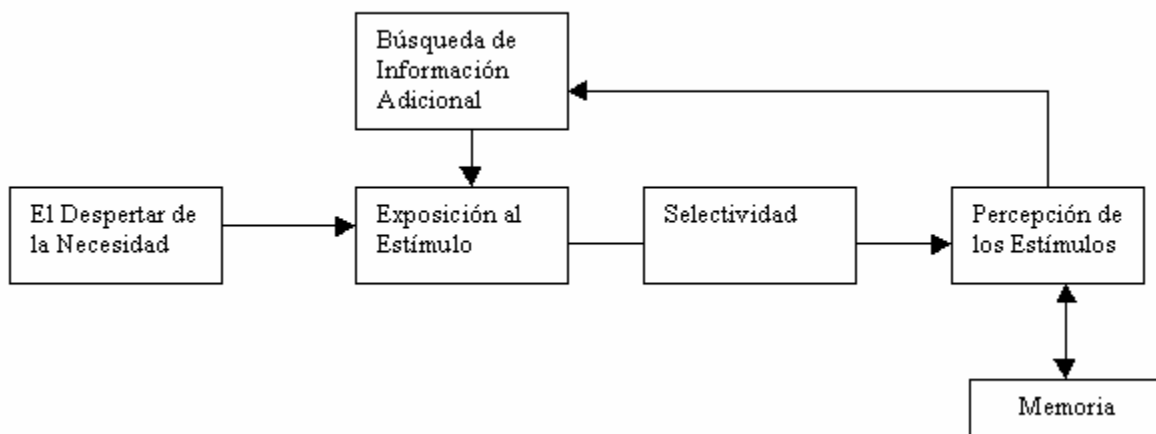 Búsqueda de
Información
Adicional
El Despertar de
la Necesidad
Exposición al
Estímulo
Selectividad
Percepción de
los Estímulos
Memoria